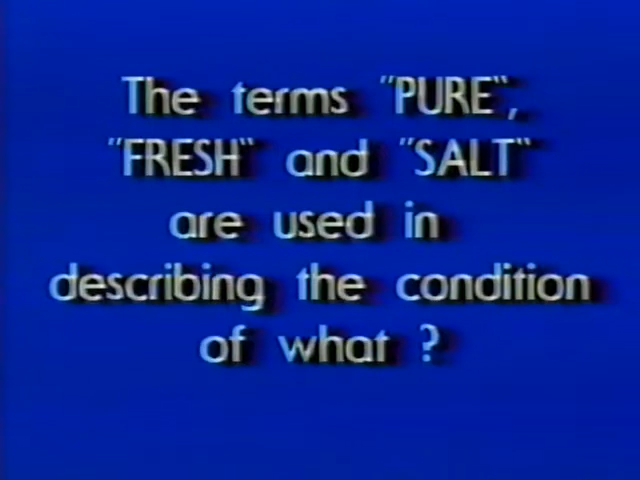 The terms "PURE",
"FRESH" and "SALT"
are used in
describing the condition
of what ?